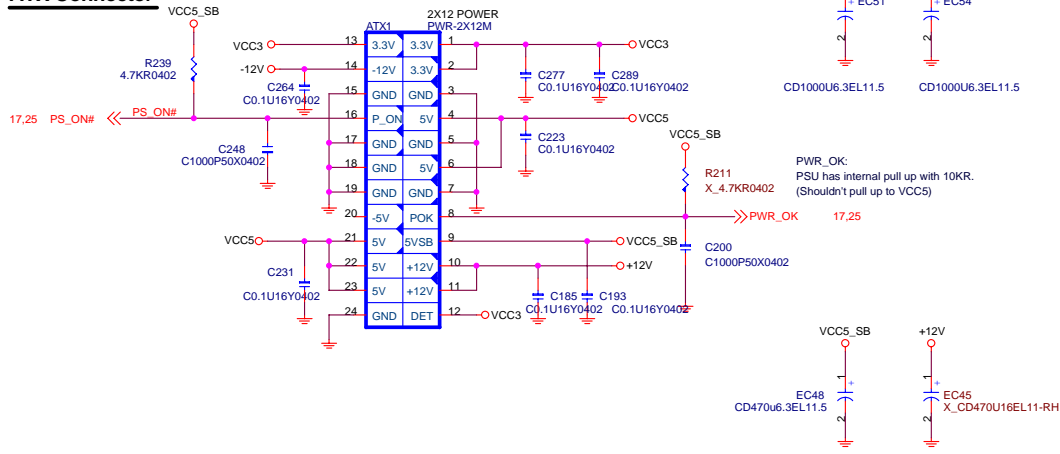 VCC5_SB
R239
4.7KR0402
17,25 PS_ON# PS_ON#
C248
C1000P50X0402
VCC3
-12V
C264
C0.1U16Y0402
VCC5
C231
C0.1U16Y0402
2X12 POWER
ATX1 PWR-2X12M
13 3.3V 3.3V 1
14 -12V 3.3V 2
15 GND GND 3
16 P_ON 5V 4
17 GND GND 5
18 GND 5V 6
19 GND GND 7
20 -5V POK 8
21 5V 5VSB 9
22 5V +12V 10
23 5V +12V 11
24 GND DET 12
VCC3
C277
C0.1U16Y0402
C289
C0.1U16Y0402
VCC5
C223
C0.1U16Y0402
VCC5_SB
R211
X_4.7KR0402
PWR_OK 17,25
C200
C1000P50X0402
VCC5_SB
+12V
C185
C0.1U16Y0402
C193
C0.1U16Y0402
VCC3
PWR_OK:
PSU has internal pull up with 10KR.
(Shouldn't pull up to VCC5)
+ EC51
2
CD1000U6.3EL11.5
+ EC54
2
CD1000U6.3EL11.5
VCC5_SB
1
+
EC48
CD470u6.3EL11.5
2
+12V
1
+
EC45
X_CD470U16EL11-RH
2